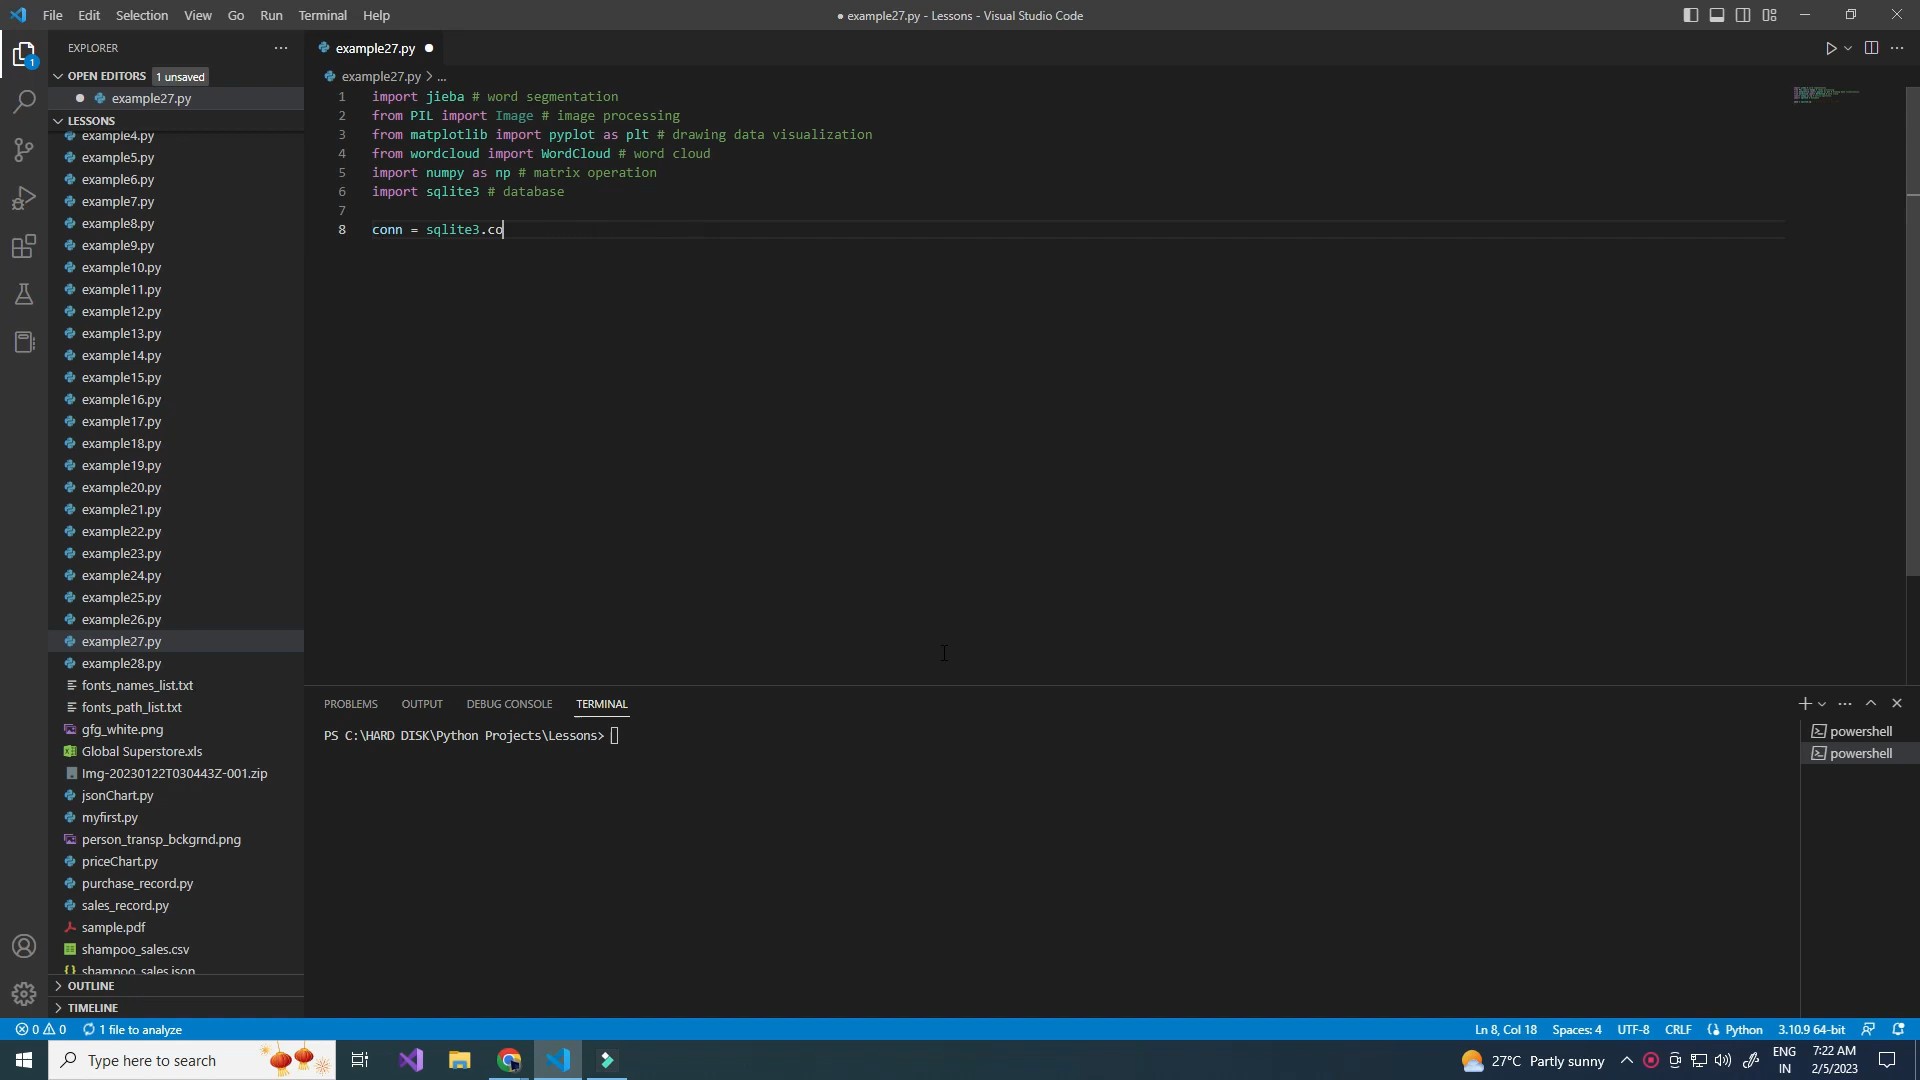 File Edit Selection View Go Run Terminal Help
● example27.py - Lessons - Visual Studio Code
EXPLORER
OPEN EDITORS 1 unsaved
example27.py
LESSONS
example4.py
example5.py
example6.py
example7.py
example8.py
example9.py
example10.py
example11.py
example12.py
example13.py
example14.py
example15.py
example16.py
example17.py
example18.py
example19.py
example20.py
example21.py
example22.py
example23.py
example24.py
example25.py
example26.py
example27.py
example28.py
fonts_names_list.txt
fonts_path_list.txt
gfg_white.png
Global Superstore.xls
Img-20230122T030443Z-001.zip
jsonChart.py
myfirst.py
person_transp_bckgrnd.png
priceChart.py
purchase_record.py
sales_record.py
sample.pdf
shampoo_sales.csv
shampoo_sales.json
OUTLINE
TIMELINE
example27.py
example27.py > ...
1 import jieba # word segmentation
2 from PIL import Image # image processing
3 from matplotlib import pyplot as plt # drawing data visualization
4 from wordcloud import WordCloud # word cloud
5 import numpy as np # matrix operation
6 import sqlite3 # database
7
8 conn = sqlite3.co
PROBLEMS OUTPUT DEBUG CONSOLE TERMINAL
PS C:\HARD DISK\Python Projects\Lessons>
powershell
powershell
0 0 1 file to analyze
Ln 8, Col 18 Spaces: 4 UTF-8 CRLF Python 3.10.9 64-bit
Type here to search
27°C Partly sunny
ENG
IN
7:22 AM
2/5/2023